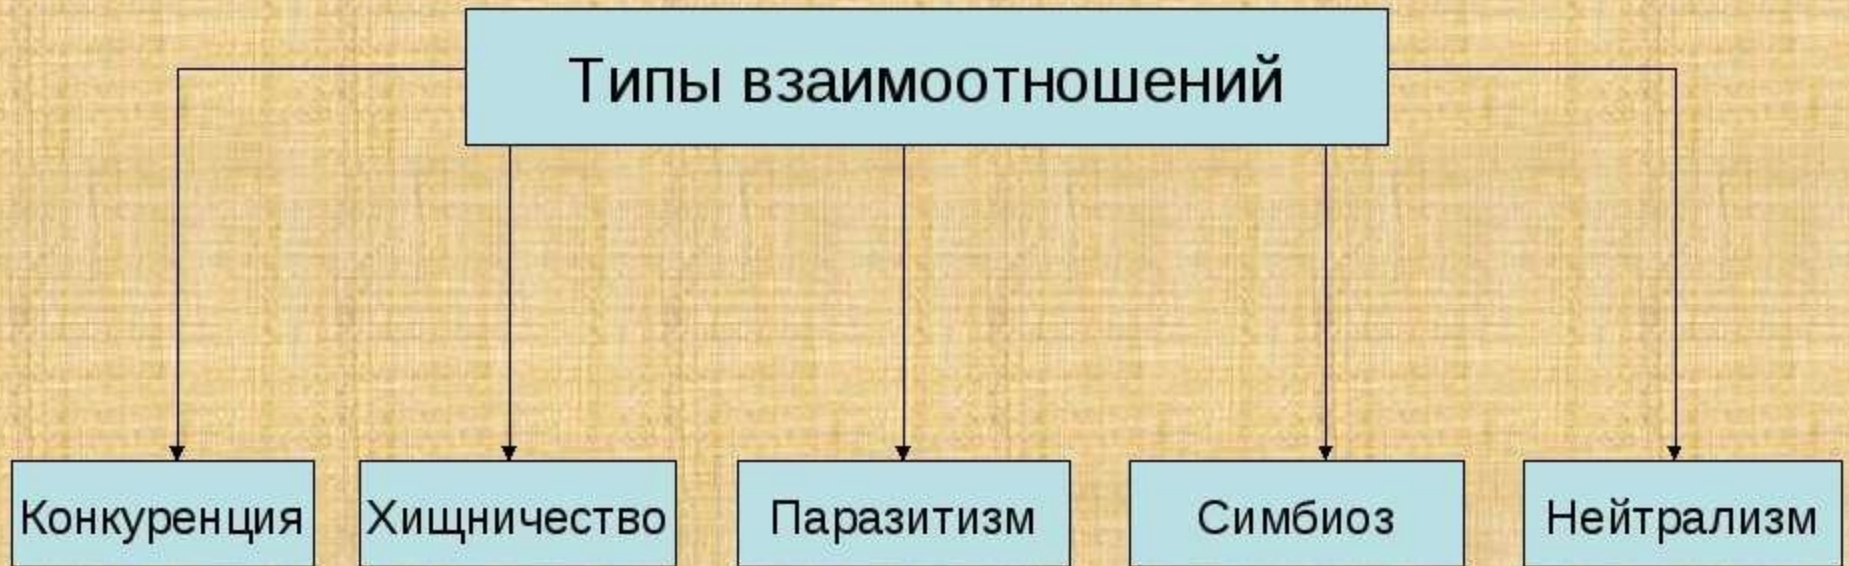 Типы взаимоотношений
Конкуренция
Хищничество
Паразитизм
Симбиоз
Нейтрализм